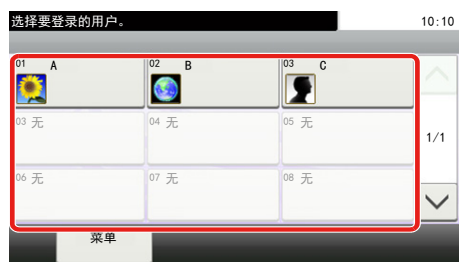 选择要登录的用户。 10:10
01 A 02 B 03 C
03 无 04 无 05 无
1/1
06 无 07 无 08 无
菜单